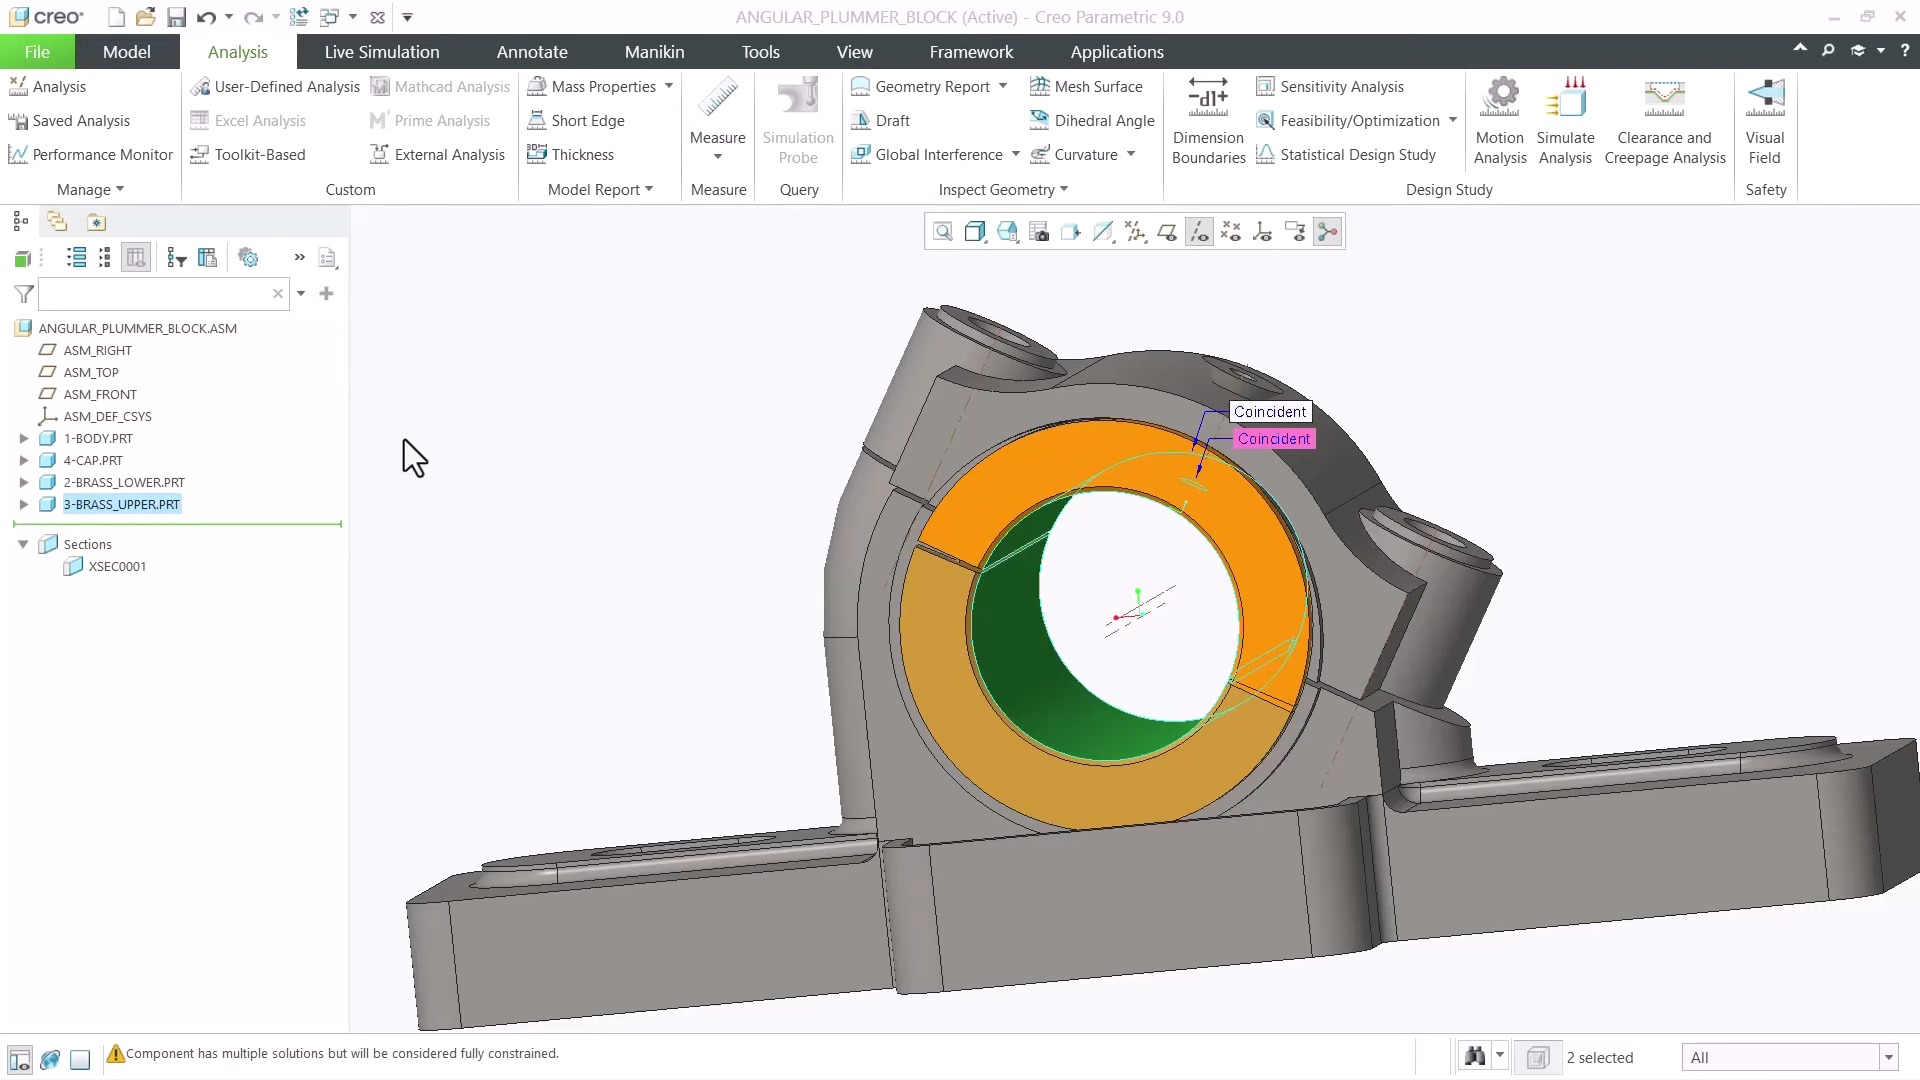 creo
ANGULAR_PLUMMER_BLOCK (Active) - Creo Parametric 9.0
File Model Analysis Live Simulation Annotate Manikin Tools View Framework Applications
Analysis
Saved Analysis
Performance Monitor
Manage
User-Defined Analysis
Excel Analysis
Toolkit-Based
Mathcad Analysis
Prime Analysis
External Analysis
Custom
Mass Properties
Short Edge
Thickness
Model Report
Measure
Measure
Simulation
Probe
Query
Geometry Report
Draft
Global Interference
Mesh Surface
Dihedral Angle
Curvature
Inspect Geometry
Dimension
Boundaries
Sensitivity Analysis
Feasibility/Optimization
Statistical Design Study
Motion
Analysis
Simulate
Analysis
Clearance and
Creepage Analysis
Design Study
Visual
Field
Safety
ANGULAR_PLUMMER_BLOCK.ASM
ASM_RIGHT
ASM_TOP
ASM_FRONT
ASM_DEF_CSYS
1-BODY.PRT
4-CAP.PRT
2-BRASS_LOWER.PRT
3-BRASS_UPPER.PRT
Sections
XSEC0001
Coincident
Coincident
Component has multiple solutions but will be considered fully constrained.
2 selected
All